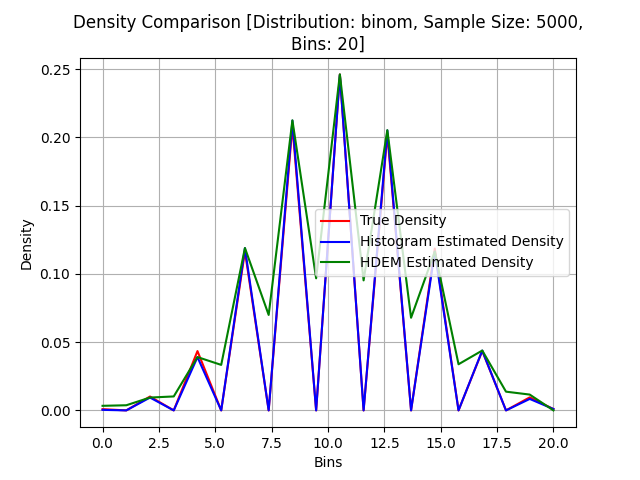 Density Comparison [Distribution: binom, Sample Size: 5000,
Bins: 20]
Density
0.25
0.20
0.15
0.10
0.05
0.00
True Density
Histogram Estimated Density
HDEM Estimated Density
0.0 2.5 5.0 7.5 10.0 12.5 15.0 17.5 20.0
Bins